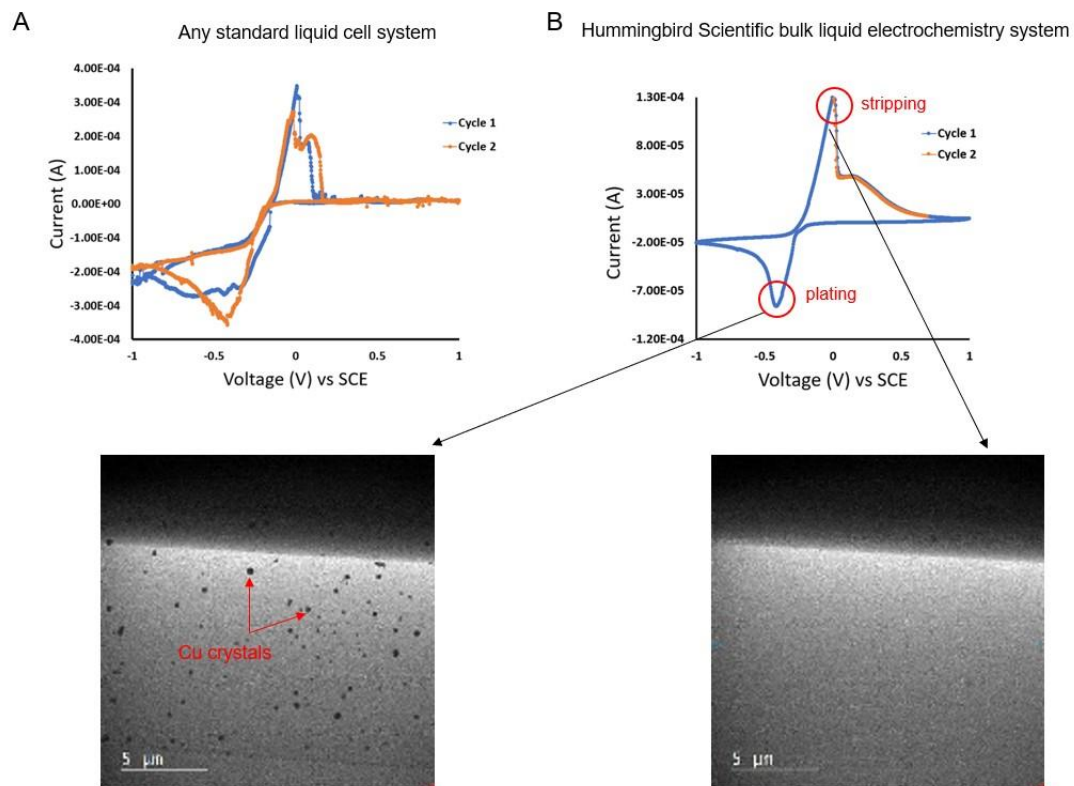 A
Any standard liquid cell system
B
Hummingbird Scientific bulk liquid electrochemistry system
4.00E-04
3.00E-04
2.00E-04
1.00E-04
0.00E+00
-1.00E-04
-2.00E-04
-3.00E-04
-4.00E-04
Current (A)
Cycle 1
Cycle 2
-1
-0.5
0
0.5
1
Voltage (V) vs SCE
1.30E-04
8.00E-05
3.00E-05
-2.00E-05
-7.00E-05
-1.20E-04
Current (A)
stripping
Cycle 1
Cycle 2
plating
-1
-0.5
0
0.5
1
Voltage (V) vs SCE
Cu crystals
5 µm
5 µm